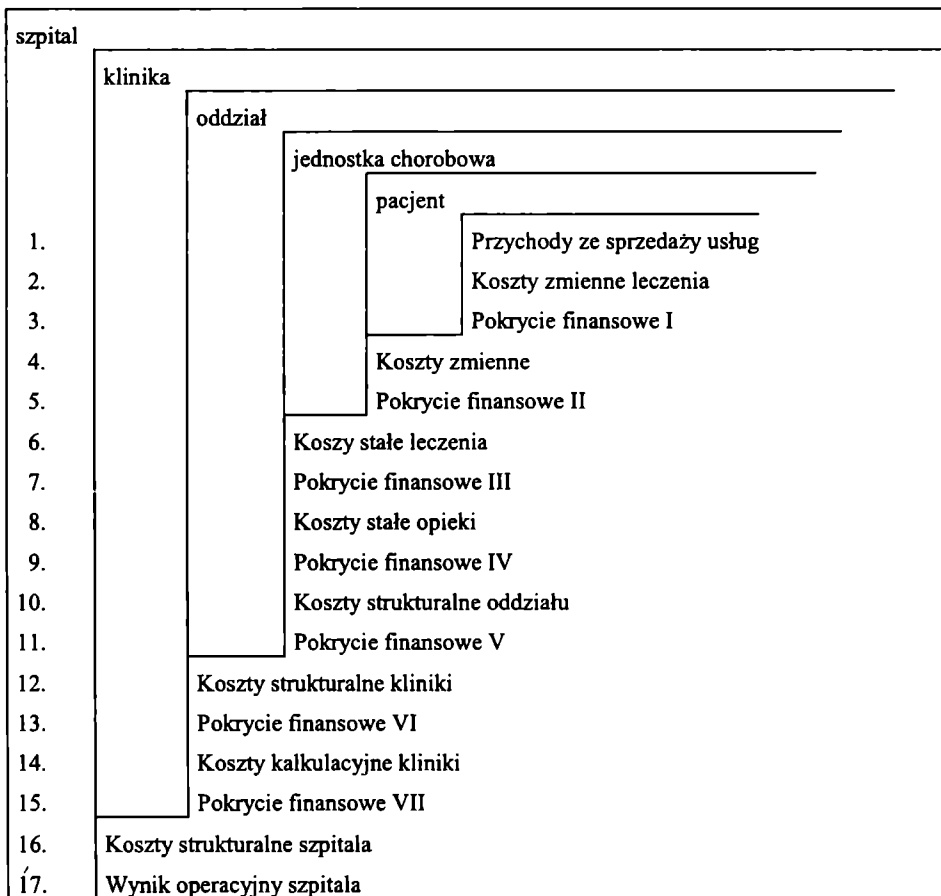 szpital
klinika
oddział
jednostka chorobowa
pacjent
1. Przychody ze sprzedaży usług
2. Koszty zmienne leczenia
3. Pokrycie finansowe I
4. Koszty zmienne
5. Pokrycie finansowe II
6. Koszy stałe leczenia
7. Pokrycie finansowe III
8. Koszty stałe opieki
9. Pokrycie finansowe IV
10. Koszty strukturalne oddziału
11. Pokrycie finansowe V
12. Koszty strukturalne kliniki
13. Pokrycie finansowe VI
14. Koszty kalkulacyjne kliniki
15. Pokrycie finansowe VII
16. Koszty strukturalne szpitala
17. Wynik operacyjny szpitala